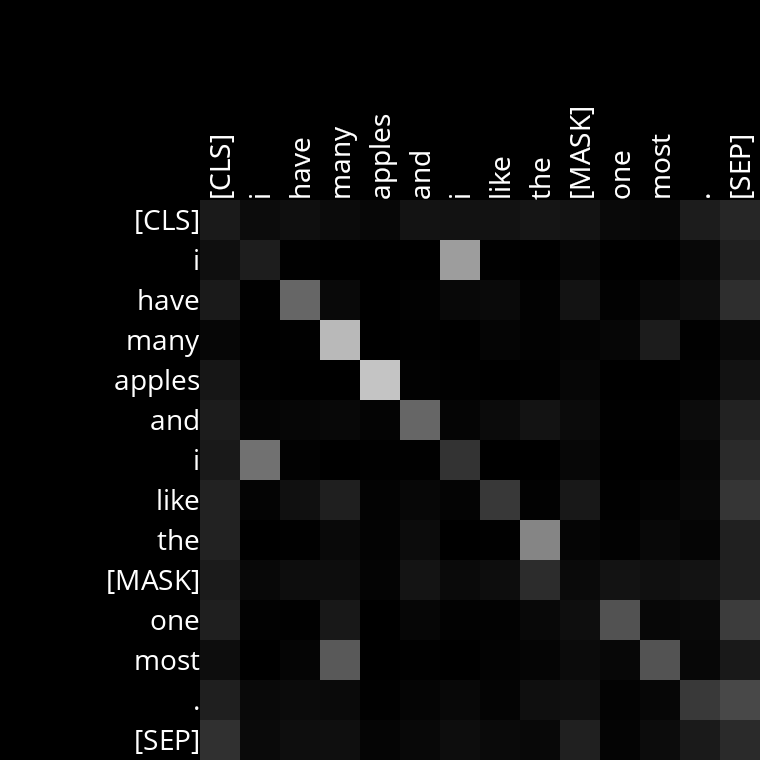 [CLS] i have many apples and i like the [MASK] one most . [SEP]
[CLS]
i
have
many
apples
and
i
like
the
[MASK]
one
most
.
[SEP]